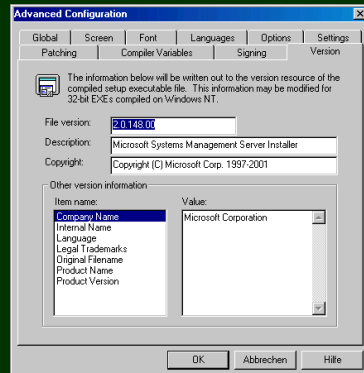 Advanced Configuration
Global Screen Font Languages Options Settings
Patching Compiler Variables Signing Version
The information below will be written out to the version resource of the
compiled setup executable file. This information may be modified for
32-bit EXEs compiled on Windows NT.
File version: 2.0.148.00
Description: Microsoft Systems Management Server Installer
Copyright: Copyright (C) Microsoft Corp. 1997-2001
Other version information
Item name: Value:
Company Name Microsoft Corporation
Internal Name
Language
Legal Trademarks
Original Filename
Product Name
Product Version
OK Abbrechen Hilfe